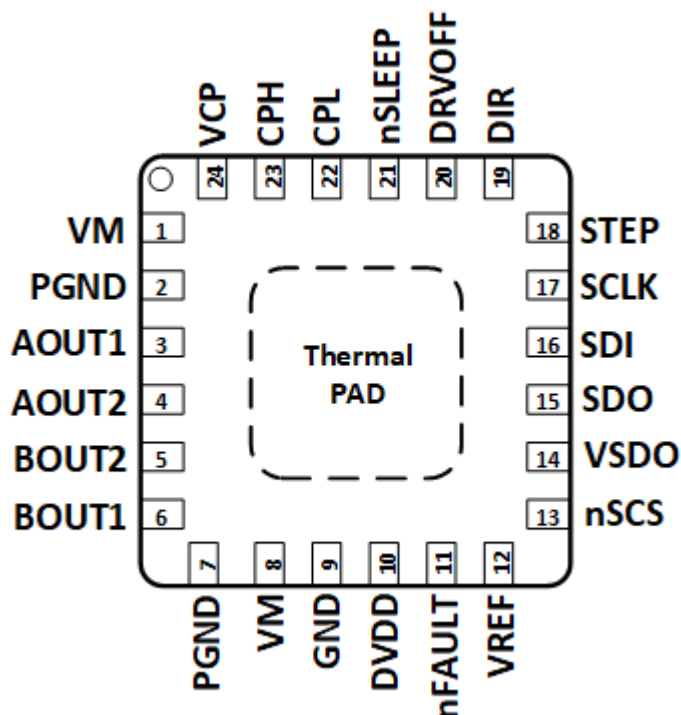 VCP
CPH
CPL
nSLEEP
DRVOFF
DIR
24
23
22
21
20
19
VM 1
PGND 2
AOUT1 3
AOUT2 4
BOUT2 5
BOUT1 6
Thermal
PAD
18 STEP
17 SCLK
16 SDI
15 SDO
14 VSDO
13 nSCS
7
8
9
10
11
12
PGND
VM
GND
DVDD
nFAULT
VREF